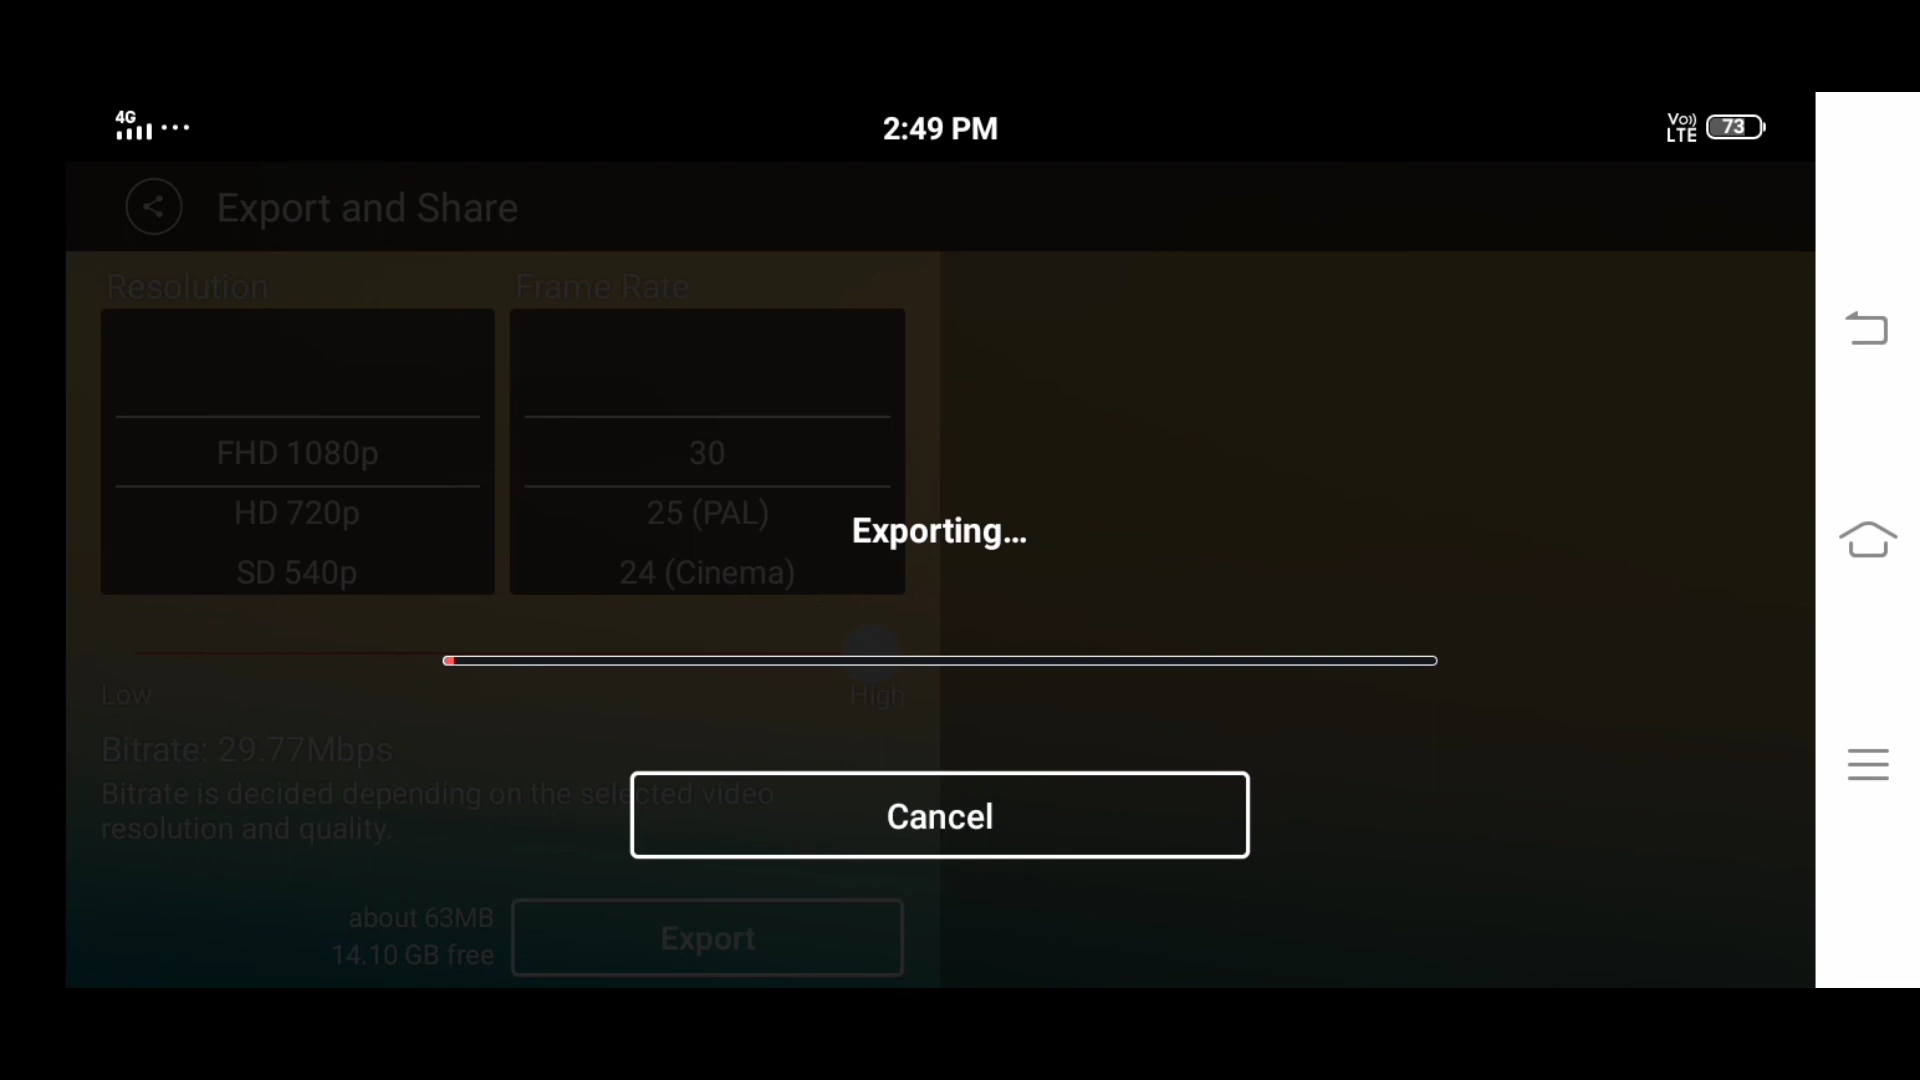 4G
2:49 PM
Vo)) LTE
73
Export and Share
Resolution
Frame Rate
FHD 1080p
HD 720p
SD 540p
30
25 (PAL)
24 (Cinema)
Exporting...
Low
High
Bitrate: 29.77Mbps
Bitrate is decided depending on the selected video
resolution and quality.
Cancel
about 63MB
14.10 GB free
Export